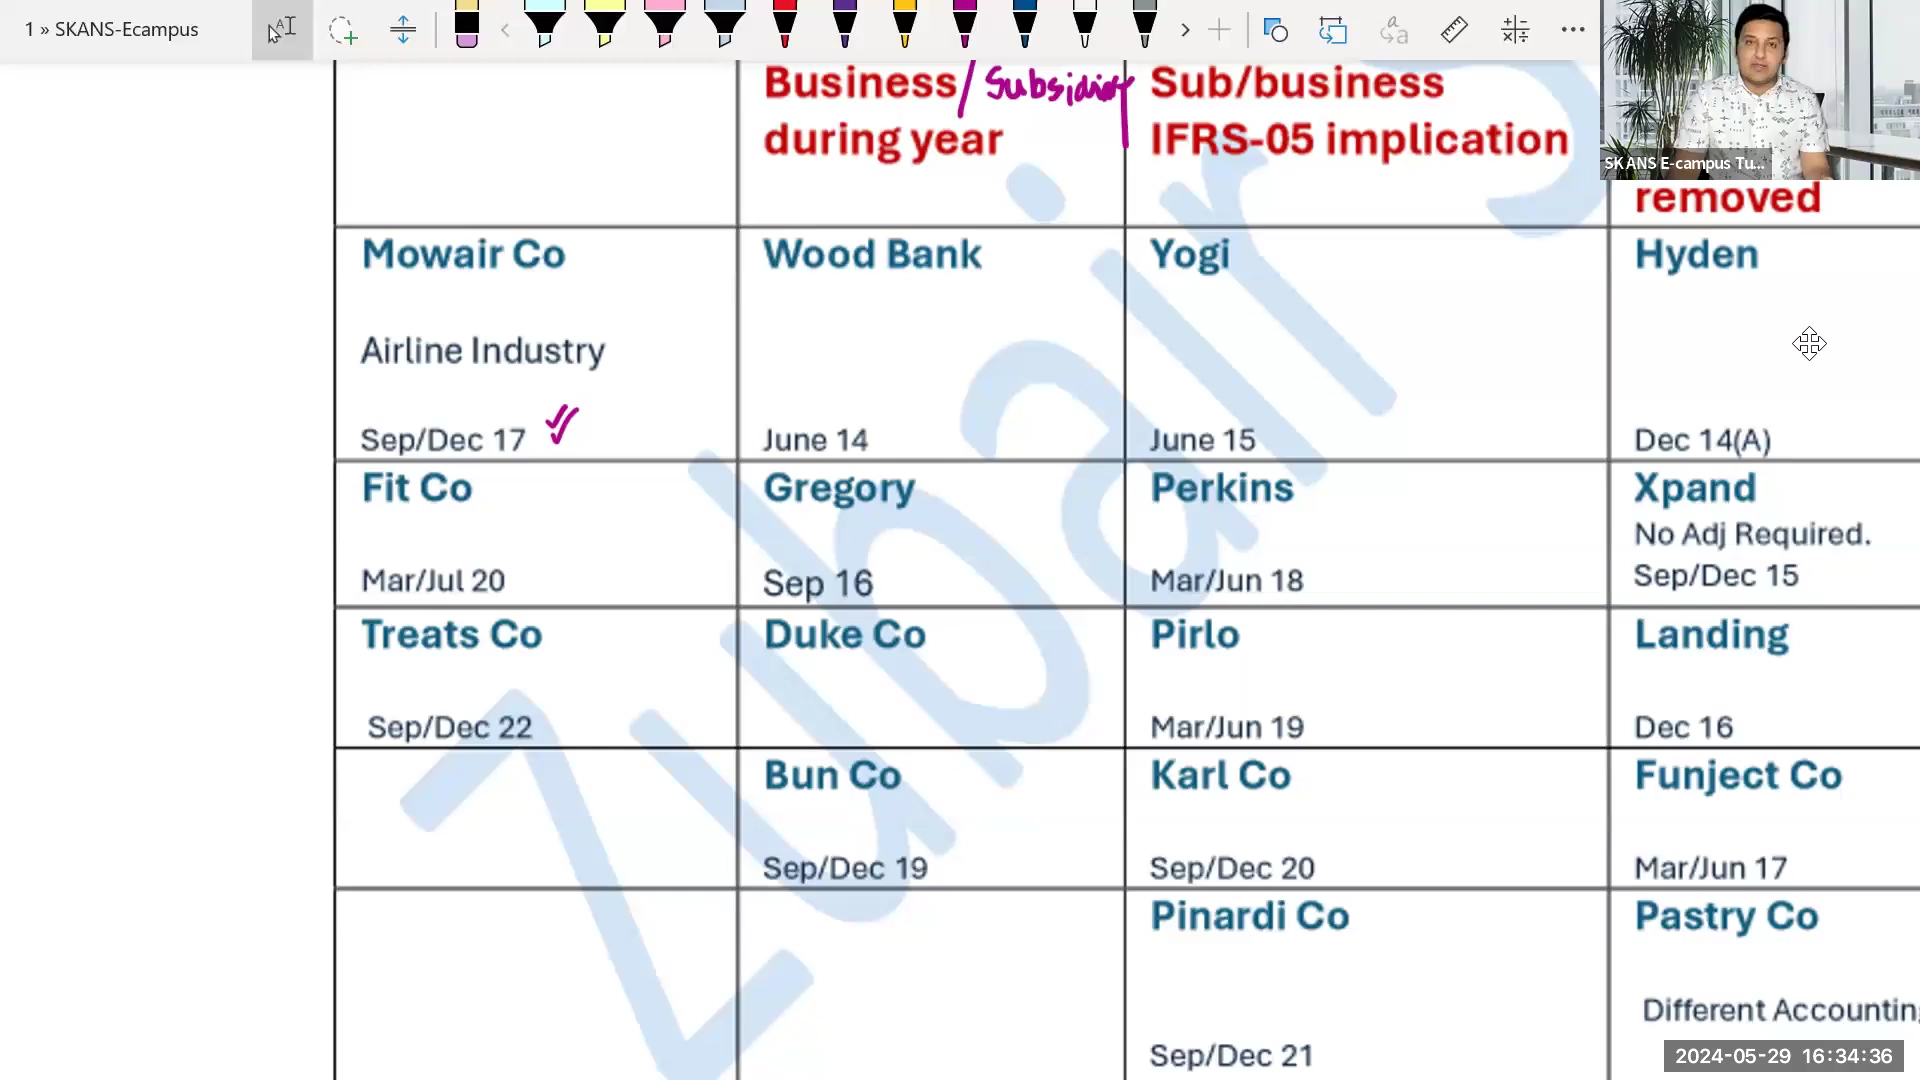 1 » SKANS-Ecampus
SKANS E-campus Tu...
Business / Subsidiary
during year
Sub/business
IFRS-05 implication
removed
Mowair Co
Airline Industry
Sep/Dec 17
Wood Bank
June 14
Yogi
June 15
Hyden
Dec 14(A)
Fit Co
Mar/Jul 20
Gregory
Sep 16
Perkins
Mar/Jun 18
Xpand
No Adj Required.
Sep/Dec 15
Treats Co
Sep/Dec 22
Duke Co
Pirlo
Mar/Jun 19
Landing
Dec 16
Bun Co
Sep/Dec 19
Karl Co
Sep/Dec 20
Funject Co
Mar/Jun 17
Pinardi Co
Sep/Dec 21
Pastry Co
Different Accounting
2024-05-29 16:34:36
Zubair S